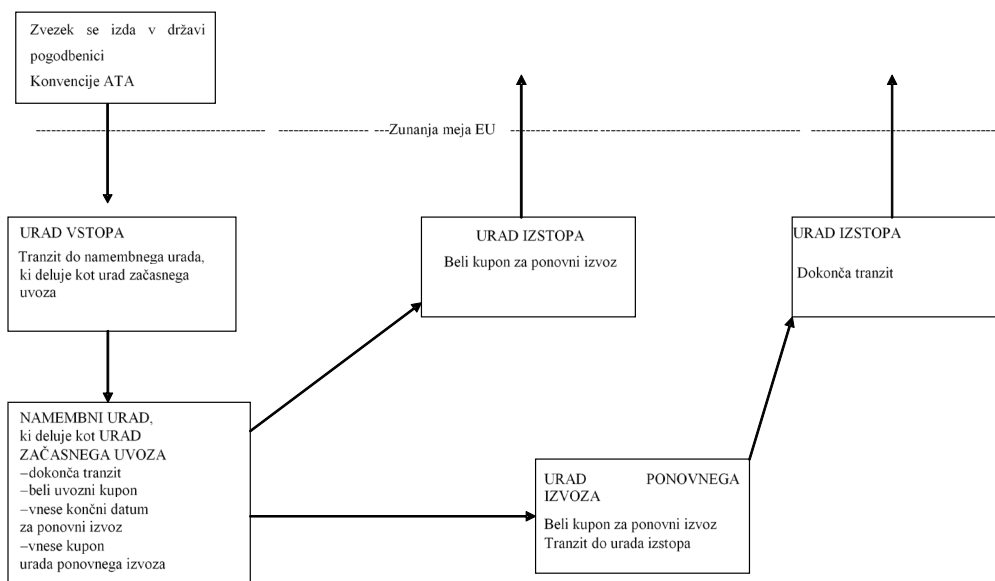 Zvezek se izda v državi
pogodbenici
Konvencije ATA
Zunanja meja EU
URAD VSTOPA
Tranzit do namembnega urada,
ki deluje kot urad začasnega
uvoza
URAD IZSTOPA
Beli kupon za ponovni izvoz
URAD IZSTOPA
Dokonča tranzit
NAMEMBNI URAD,
ki deluje kot URAD
ZAČASNEGA UVOZA
–dokonča tranzit
–beli uvozni kupon
–vnese končni datum
za ponovni izvoz
–vnese kupon
urada ponovnega izvoza
URAD PONOVNEGA
IZVOZA
Beli kupon za ponovni izvoz
Tranzit do urada izstopa